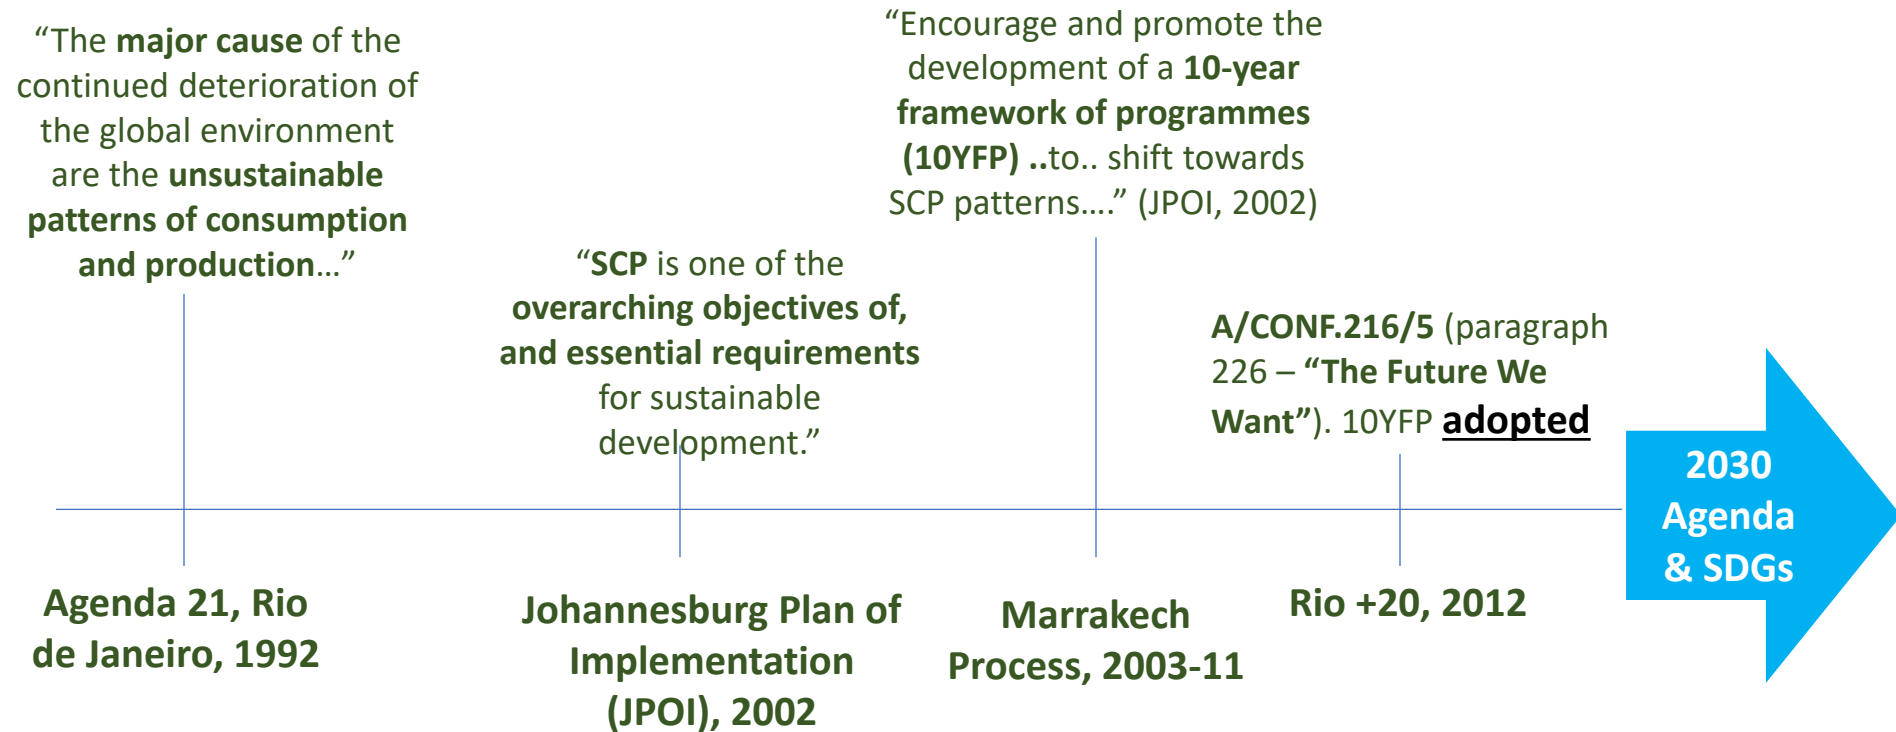 “The major cause of the
continued deterioration of
the global environment
are the unsustainable
patterns of consumption
and production…”
“SCP is one of the
overarching objectives of,
and essential requirements
for sustainable
development.”
“Encourage and promote the
development of a 10-year
framework of programmes
(10YFP) ..to.. shift towards
SCP patterns….” (JPOI, 2002)
A/CONF.216/5 (paragraph
226 – “The Future We
Want”). 10YFP adopted
2030
Agenda
& SDGs
Agenda 21, Rio
de Janeiro, 1992
Johannesburg Plan of
Implementation
(JPOI), 2002
Marrakech
Process, 2003-11
Rio +20, 2012